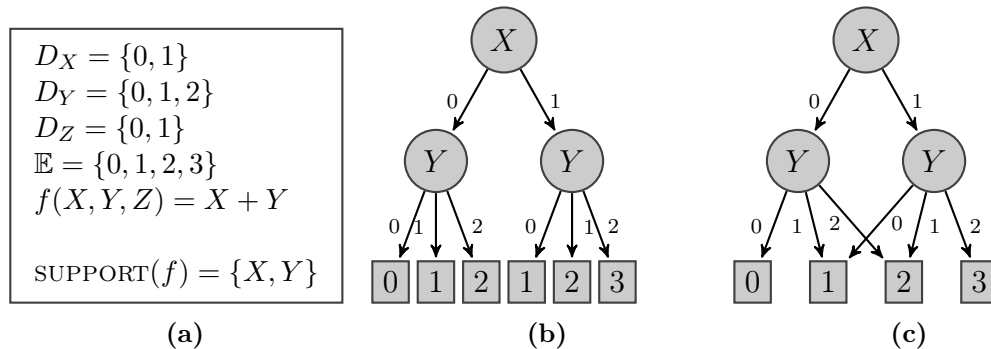 D_X = {0, 1}
D_Y = {0, 1, 2}
D_Z = {0, 1}
𝔼 = {0, 1, 2, 3}
f(X, Y, Z) = X + Y
SUPPORT(f) = {X, Y}
(a)
X
0 1
Y Y
0 1 2 0 1 2
0 1 2 1 2 3
(b)
X
0 1
Y Y
0 1 2 0 1 2
0 1 2 3
(c)